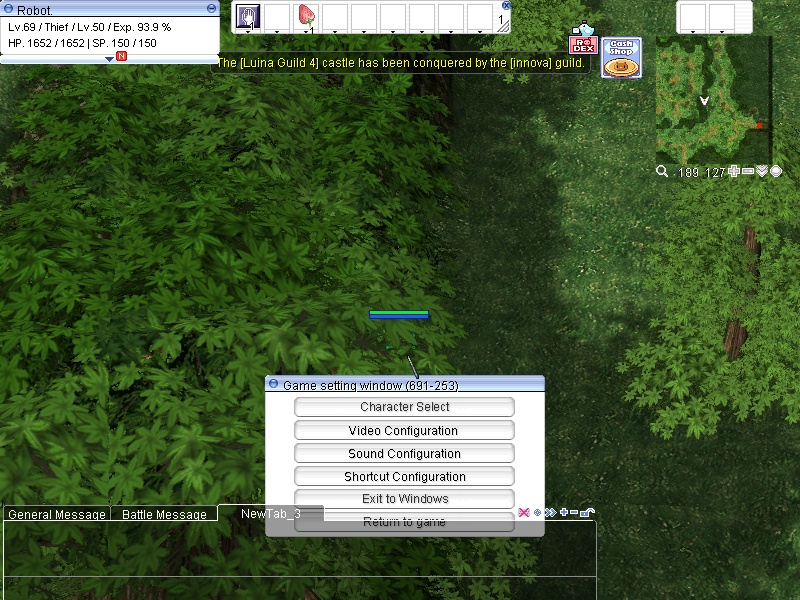 Robot.
Lv.69 / Thief / Lv.50 / Exp. 93.9 %
HP. 1652 / 1652 | SP. 150 / 150
N
1
1
1
RO
DEX
Cash
Shop
The [Luina Guild 4] castle has been conquered by the [innova] guild.
189 127
Game setting window (691-253)
Character Select
Video Configuration
Sound Configuration
Shortcut Configuration
Exit to Windows
Return to game
General Message
Battle Message
NewTab_3